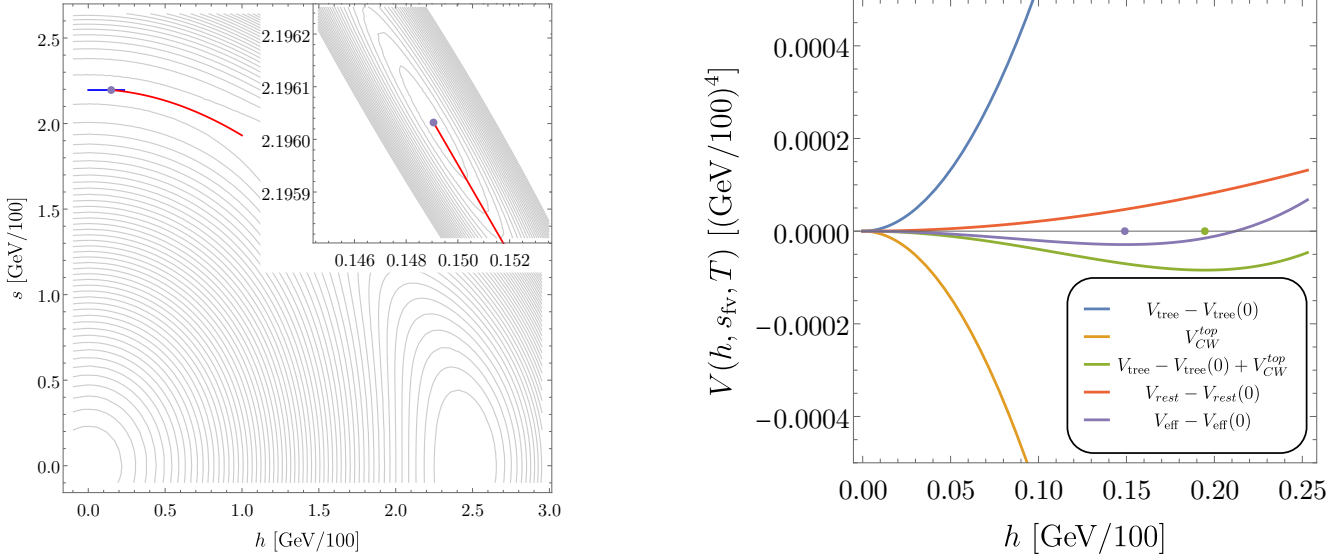 2.5
2.0
1.5
1.0
0.5
0.0
s [GeV/100]
0.0 0.5 1.0 1.5 2.0 2.5 3.0
h [GeV/100]
2.1962
2.1961
2.1960
2.1959
0.146 0.148 0.150 0.152
0.0004
0.0002
0.0000
−0.0002
−0.0004
V(h, s_fv, T) [(GeV/100)^4]
V_tree − V_tree(0)
V_CW^top
V_tree − V_tree(0) + V_CW^top
V_rest − V_rest(0)
V_eff − V_eff(0)
0.00 0.05 0.10 0.15 0.20 0.25
h [GeV/100]